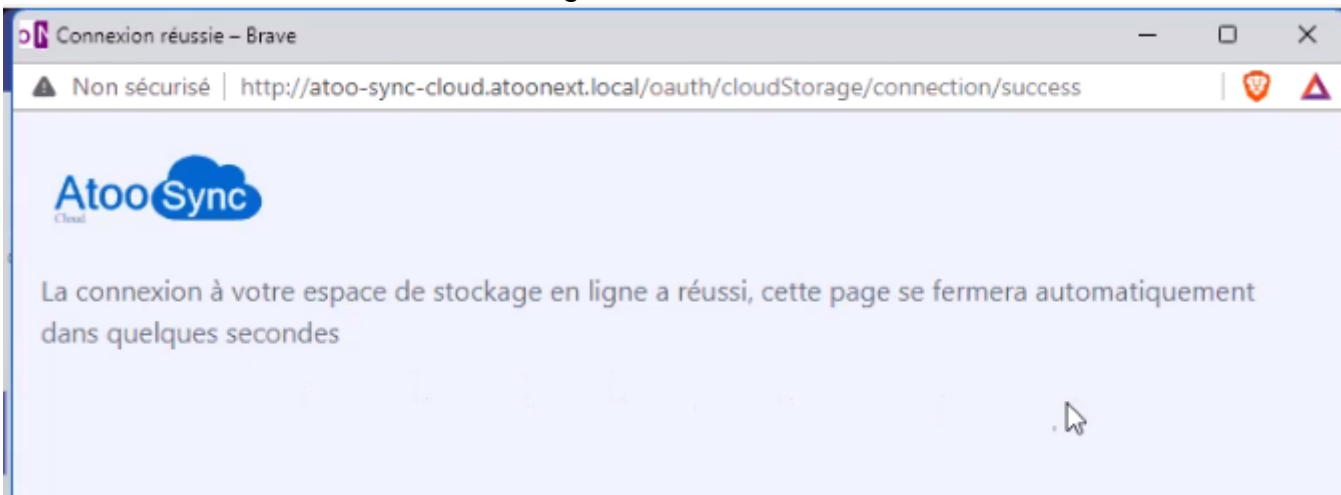 Connexion réussie – Brave
Non sécurisé | http://atoo-sync-cloud.atoonext.local/oauth/cloudStorage/connection/success
Atoo Sync
Cloud
La connexion à votre espace de stockage en ligne a réussi, cette page se fermera automatiquement
dans quelques secondes